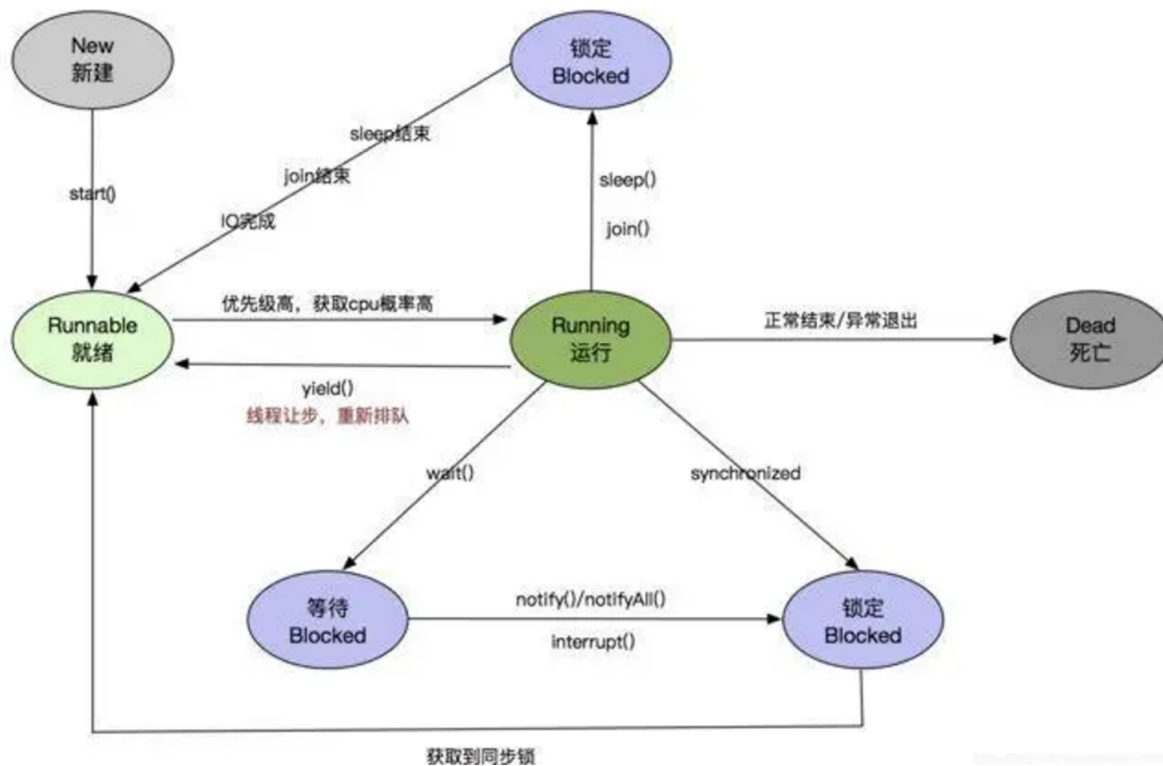 New
新建
锁定
Blocked
sleep结束
join结束
IO完成
start()
sleep()
join()
Runnable
就绪
优先级高，获取cpu概率高
Running
运行
正常结束/异常退出
Dead
死亡
yield()
线程让步，重新排队
wait()
synchronized
等待
Blocked
notify()/notifyAll()
interrupt()
锁定
Blocked
获取到同步锁